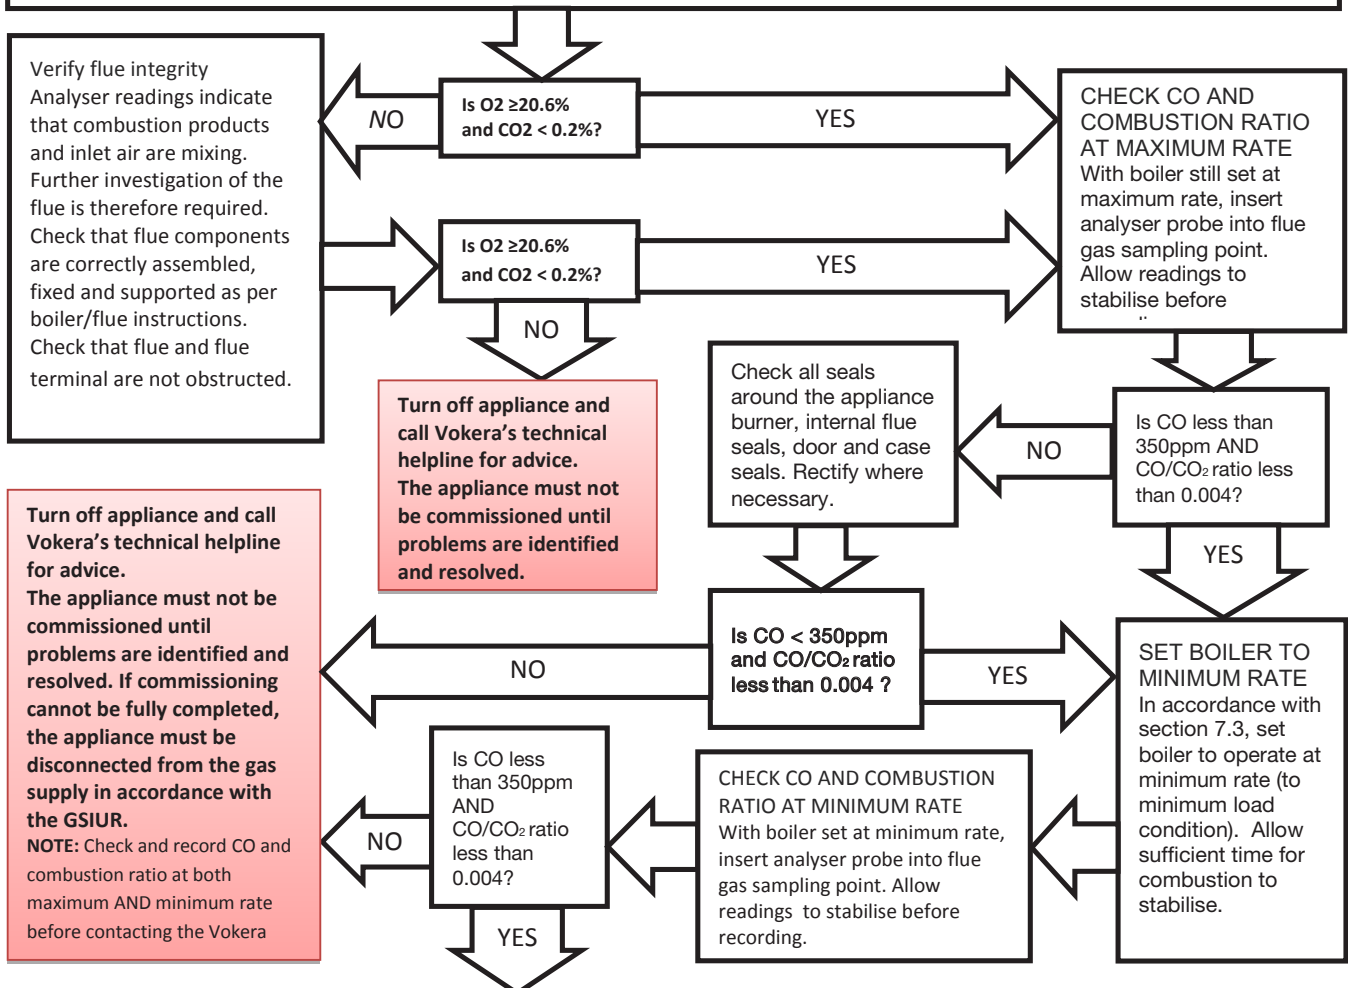 Verify flue integrity
Analyser readings indicate
that combustion products
and inlet air are mixing.
Further investigation of the
flue is therefore required.
Check that flue components
are correctly assembled,
fixed and supported as per
boiler/flue instructions.
Check that flue and flue
terminal are not obstructed.
NO
Is O2 ≥20.6%
and CO2 < 0.2%?
YES
CHECK CO AND
COMBUSTION RATIO
AT MAXIMUM RATE
With boiler still set at
maximum rate, insert
analyser probe into flue
gas sampling point.
Allow readings to
stabilise before
Is O2 ≥20.6%
and CO2 < 0.2%?
YES
NO
Turn off appliance and
call Vokera’s technical
helpline for advice.
The appliance must not
be commissioned until
problems are identified
and resolved.
Check all seals
around the appliance
burner, internal flue
seals, door and case
seals. Rectify where
necessary.
NO
Is CO less than
350ppm AND
CO/CO₂ ratio less
than 0.004?
YES
Turn off appliance and call
Vokera’s technical helpline
for advice.
The appliance must not be
commissioned until
problems are identified and
resolved. If commissioning
cannot be fully completed,
the appliance must be
disconnected from the gas
supply in accordance with
the GSIUR.
NOTE: Check and record CO and
combustion ratio at both
maximum AND minimum rate
before contacting the Vokera
NO
Is CO < 350ppm
and CO/CO₂ ratio
less than 0.004 ?
YES
SET BOILER TO
MINIMUM RATE
In accordance with
section 7.3, set
boiler to operate at
minimum rate (to
minimum load
condition). Allow
sufficient time for
combustion to
stabilise.
NO
Is CO less
than 350ppm
AND
CO/CO₂ ratio
less than
0.004?
CHECK CO AND COMBUSTION
RATIO AT MINIMUM RATE
With boiler set at minimum rate,
insert analyser probe into flue
gas sampling point. Allow
readings to stabilise before
recording.
YES